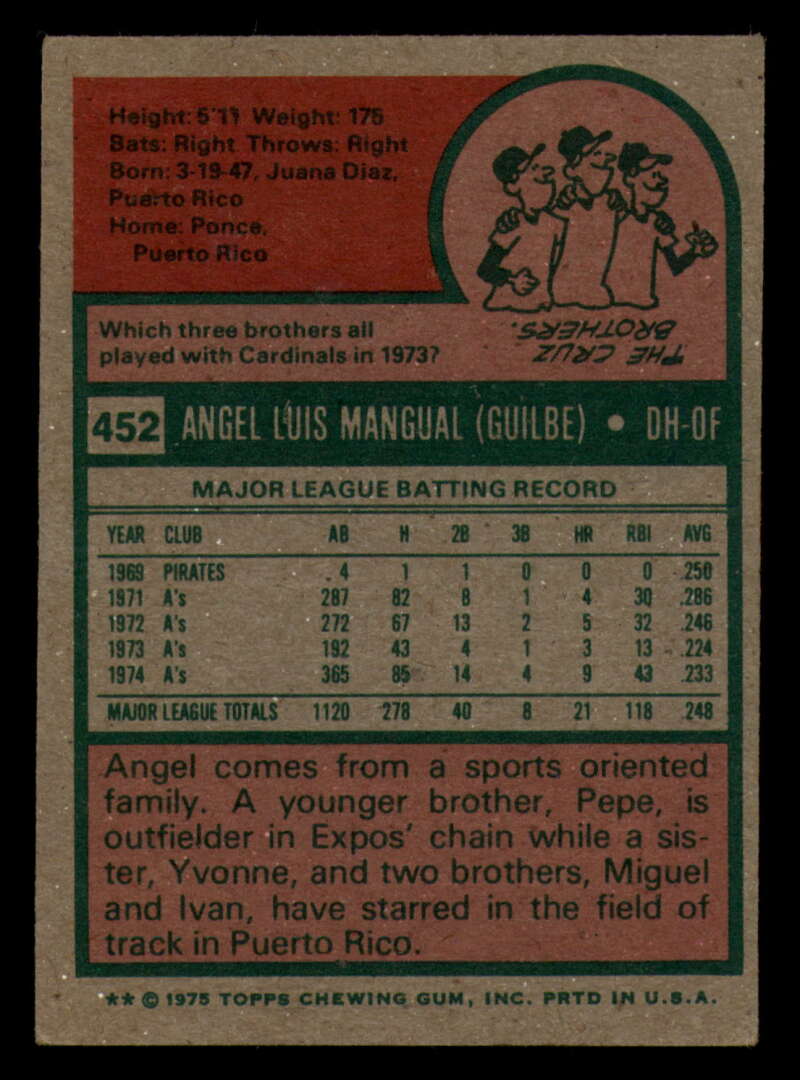 Height: 5'11 Weight: 175
Bats: Right Throws: Right
Born: 3-19-47, Juana Diaz,
Puerto Rico
Home: Ponce,
Puerto Rico
Which three brothers all
played with Cardinals in 1973?
THE CRUZ
BROTHERS.
452 ANGEL LUIS MANGUAL (GUILBE) • DH-OF
MAJOR LEAGUE BATTING RECORD
YEAR CLUB AB H 2B 3B HR RBI AVG
1969 PIRATES 4 1 1 0 0 0 .250
1971 A's 287 82 8 1 4 30 .286
1972 A's 272 67 13 2 5 32 .246
1973 A's 192 43 4 1 3 13 .224
1974 A's 365 85 14 4 9 43 .233
MAJOR LEAGUE TOTALS 1120 278 40 8 21 118 .248
Angel comes from a sports oriented
family. A younger brother, Pepe, is
outfielder in Expos' chain while a sis-
ter, Yvonne, and two brothers, Miguel
and Ivan, have starred in the field of
track in Puerto Rico.
** © 1975 TOPPS CHEWING GUM, INC. PRTD IN U.S.A.